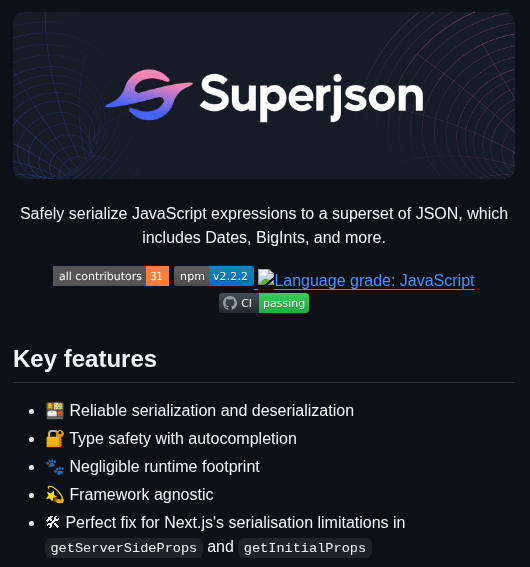 Superjson
Safely serialize JavaScript expressions to a superset of JSON, which
includes Dates, BigInts, and more.
all contributors 31 npm v2.2.2 Language grade: JavaScript
CI passing
Key features
🍱 Reliable serialization and deserialization
🔐 Type safety with autocompletion
🐾 Negligible runtime footprint
💫 Framework agnostic
🛠 Perfect fix for Next.js's serialisation limitations in
getServerSideProps and getInitialProps